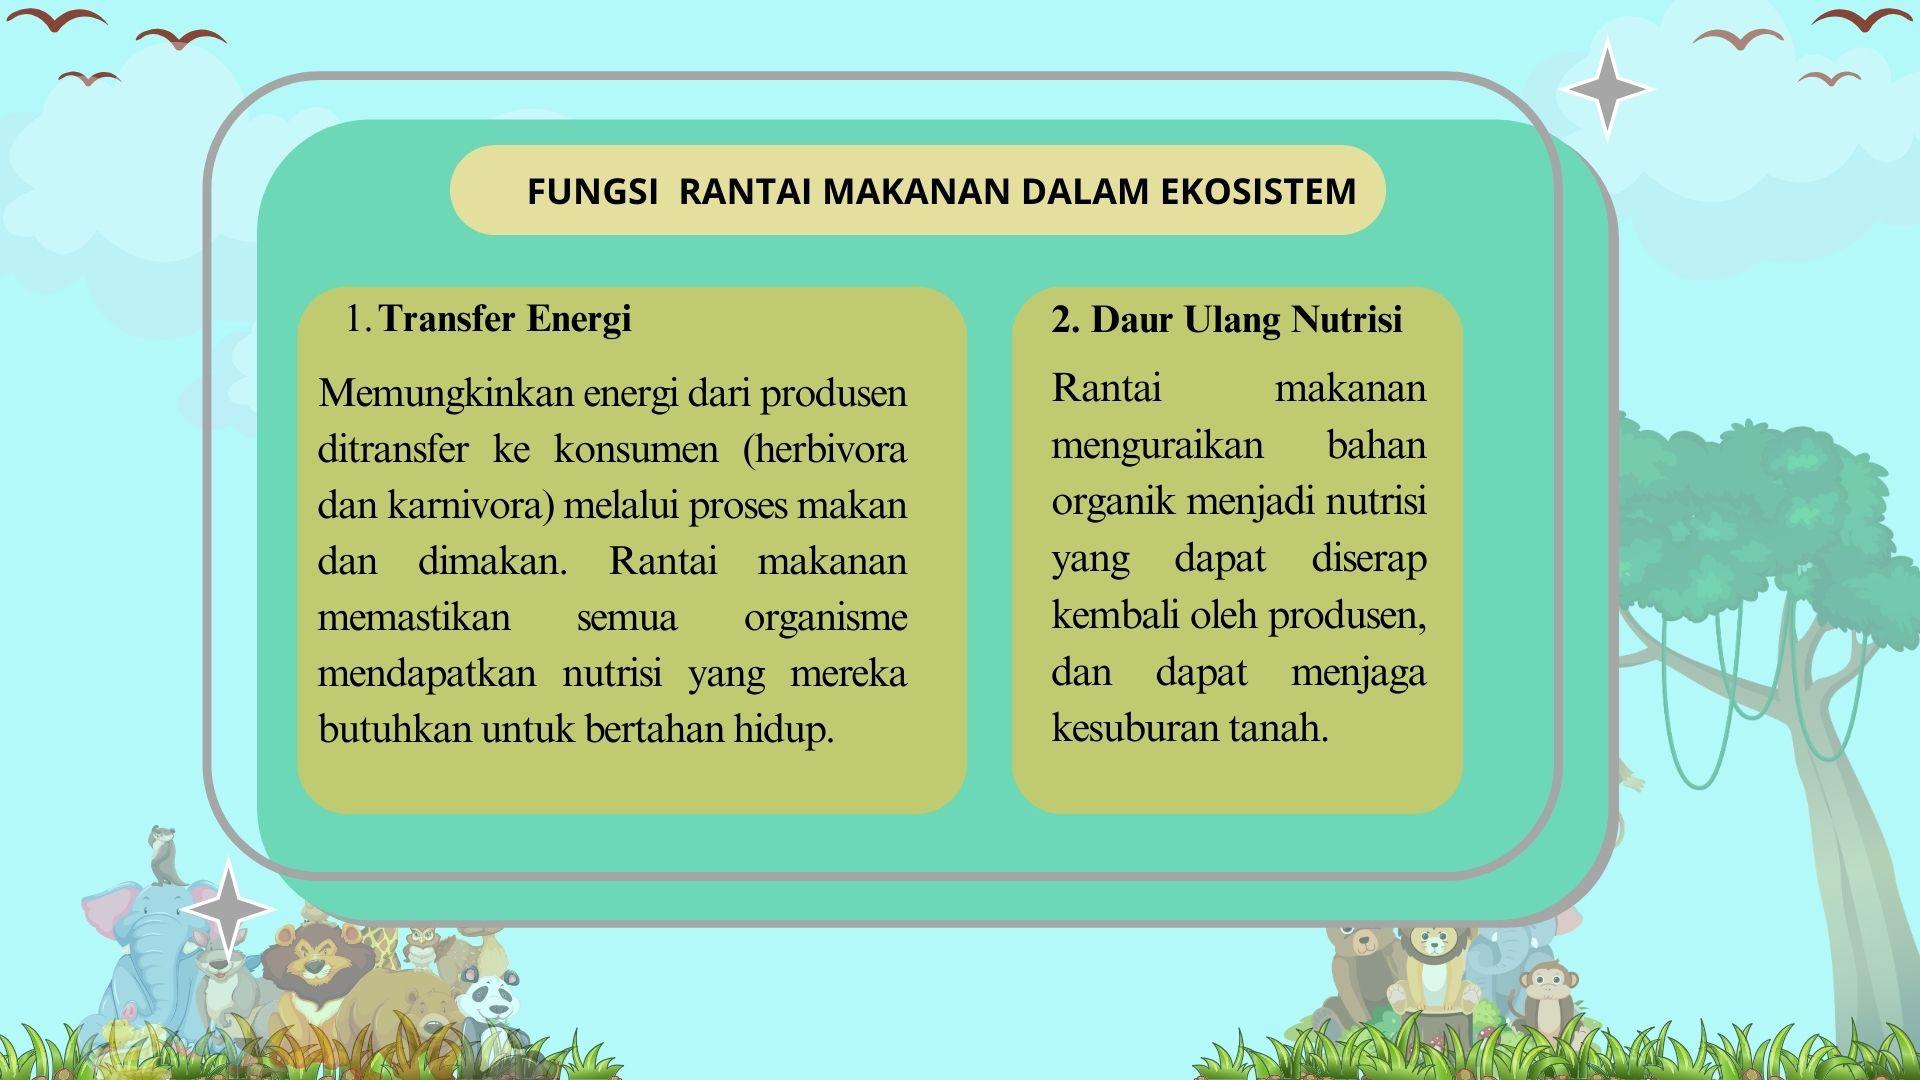 FUNGSI  RANTAI MAKANAN DALAM EKOSISTEM
1. Transfer Energi
Memungkinkan energi dari produsen
ditransfer ke konsumen (herbivora
dan karnivora) melalui proses makan
dan dimakan. Rantai makanan
memastikan semua organisme
mendapatkan nutrisi yang mereka
butuhkan untuk bertahan hidup.
2. Daur Ulang Nutrisi
Rantai makanan
menguraikan bahan
organik menjadi nutrisi
yang dapat diserap
kembali oleh produsen,
dan dapat menjaga
kesuburan tanah.